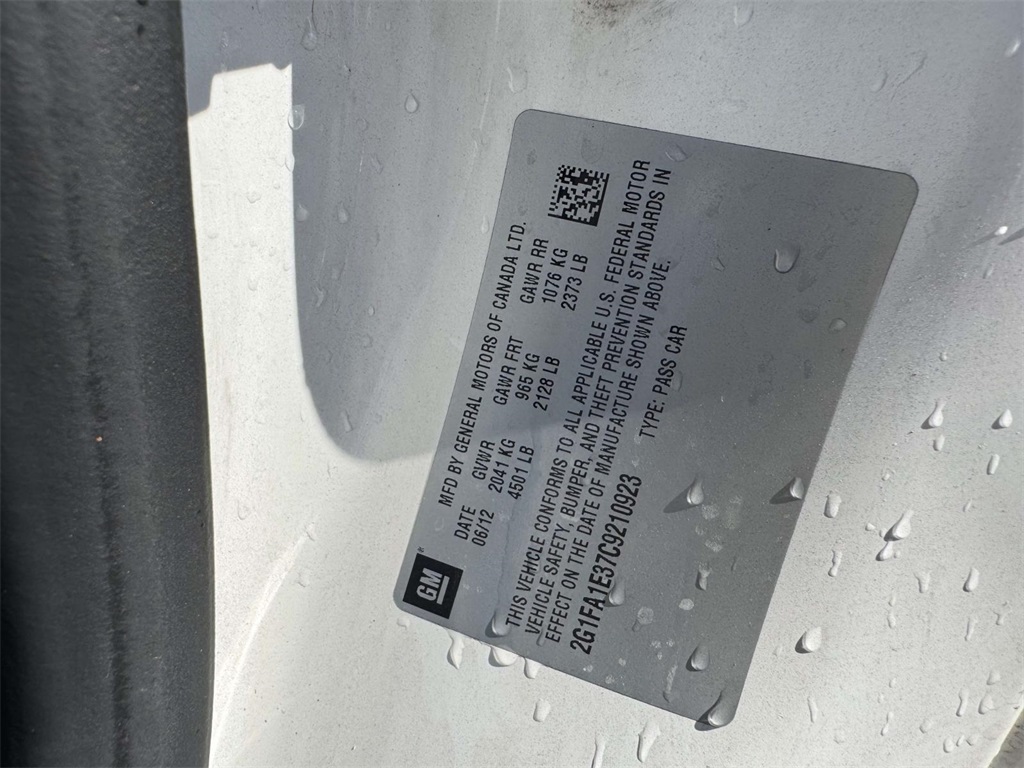 GM
MFD BY GENERAL MOTORS OF CANADA LTD.
DATE GVWR GAWR FRT GAWR RR
06/12 2041 KG 965 KG 1076 KG
4501 LB 2128 LB 2373 LB
THIS VEHICLE CONFORMS TO ALL APPLICABLE U.S. FEDERAL MOTOR
VEHICLE SAFETY, BUMPER, AND THEFT PREVENTION STANDARDS IN
EFFECT ON THE DATE OF MANUFACTURE SHOWN ABOVE.
2G1FA1E37C9210923 TYPE: PASS CAR